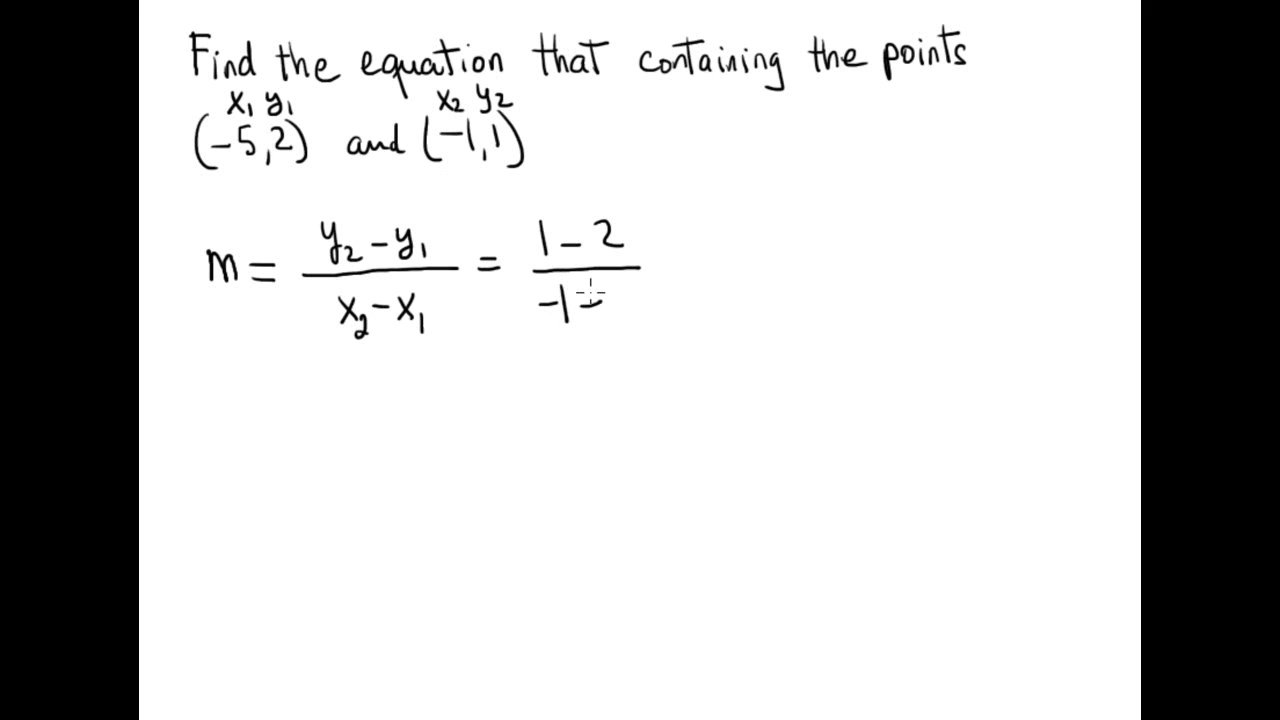 Find the equation that containing the points
x₁ y₁ x₂ y₂
(-5,2) and (-1,1)
m = y₂-y₁ / x₂-x₁ = 1-2 / -1-